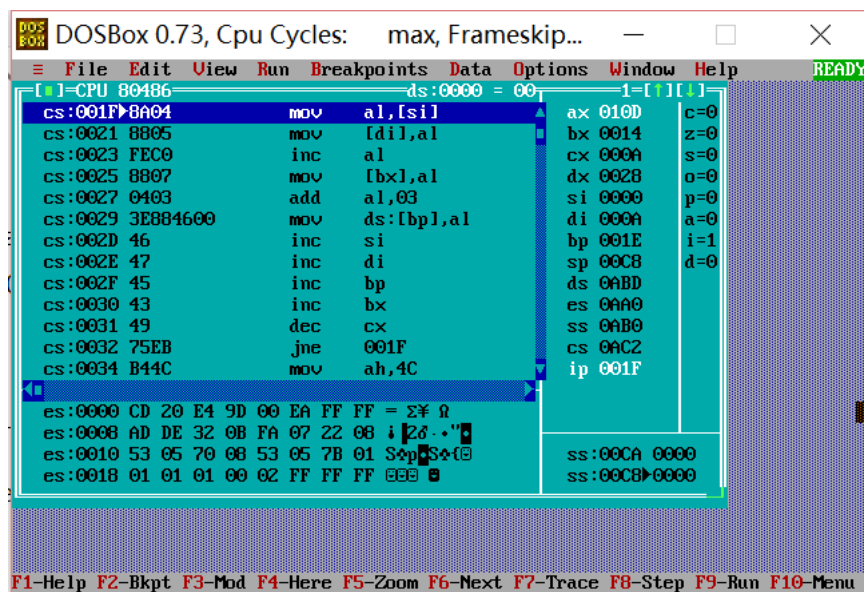 DOSBox 0.73, Cpu Cycles: max, Frameskip...
≡ File Edit View Run Breakpoints Data Options Window Help READY
[■]=CPU 80486 ds:0000 = 00 1=[↑][↓]
cs:001F►8A04 mov al,[si] ax 010D c=0
cs:0021 8805 mov [di],al bx 0014 z=0
cs:0023 FEC0 inc al cx 000A s=0
cs:0025 8807 mov [bx],al dx 0028 o=0
cs:0027 0403 add al,03 si 0000 p=0
cs:0029 3E884600 mov ds:[bp],al di 000A a=0
cs:002D 46 inc si bp 001E i=1
cs:002E 47 inc di sp 00C8 d=0
cs:002F 45 inc bp ds 0ABD
cs:0030 43 inc bx es 0AA0
cs:0031 49 dec cx ss 0AB0
cs:0032 75EB jne 001F cs 0AC2
cs:0034 B44C mov ah,4C ip 001F
es:0000 CD 20 E4 9D 00 EA FF FF = Σ¥ Ω
es:0008 AD DE 32 0B FA 07 22 08
es:0010 53 05 70 08 53 05 7B 01 S♣p◘S♣{☺ ss:00CA 0000
es:0018 01 01 01 00 02 FF FF FF ☺☺☺ ☻ ss:00C8►0000
F1-Help F2-Bkpt F3-Mod F4-Here F5-Zoom F6-Next F7-Trace F8-Step F9-Run F10-Menu